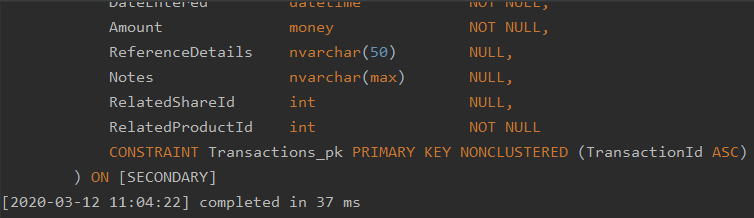 DateEntered datetime NOT NULL,
Amount money NOT NULL,
ReferenceDetails nvarchar(50) NULL,
Notes nvarchar(max) NULL,
RelatedShareId int NULL,
RelatedProductId int NOT NULL
CONSTRAINT Transactions_pk PRIMARY KEY NONCLUSTERED (TransactionId ASC)
) ON [SECONDARY]
[2020-03-12 11:04:22] completed in 37 ms